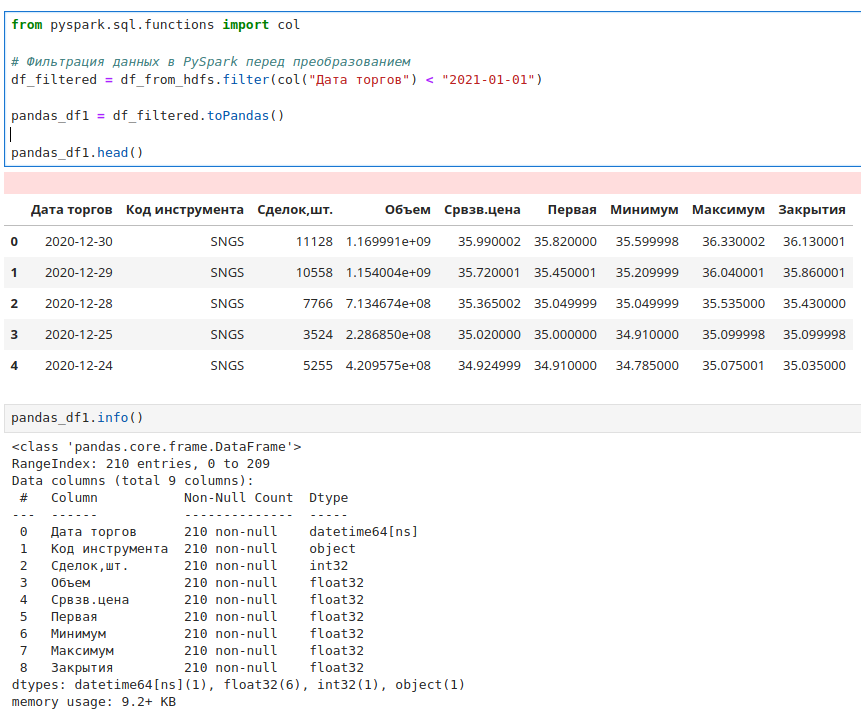 from pyspark.sql.functions import col
# Фильтрация данных в PySpark перед преобразованием
df_filtered = df_from_hdfs.filter(col("Дата торгов") < "2021-01-01")
pandas_df1 = df_filtered.toPandas()
pandas_df1.head()
Дата торгов Код инструмента Сделок,шт. Объем Срвзв.цена Первая Минимум Максимум Закрытия
0 2020-12-30 SNGS 11128 1.169991e+09 35.990002 35.820000 35.599998 36.330002 36.130001
1 2020-12-29 SNGS 10558 1.154004e+09 35.720001 35.450001 35.209999 36.040001 35.860001
2 2020-12-28 SNGS 7766 7.134674e+08 35.365002 35.049999 35.049999 35.535000 35.430000
3 2020-12-25 SNGS 3524 2.286850e+08 35.020000 35.000000 34.910000 35.099998 35.099998
4 2020-12-24 SNGS 5255 4.209575e+08 34.924999 34.910000 34.785000 35.075001 35.035000
pandas_df1.info()
<class 'pandas.core.frame.DataFrame'>
RangeIndex: 210 entries, 0 to 209
Data columns (total 9 columns):
# Column Non-Null Count Dtype
--- ------ -------------- -----
0 Дата торгов 210 non-null datetime64[ns]
1 Код инструмента 210 non-null object
2 Сделок,шт. 210 non-null int32
3 Объем 210 non-null float32
4 Срвзв.цена 210 non-null float32
5 Первая 210 non-null float32
6 Минимум 210 non-null float32
7 Максимум 210 non-null float32
8 Закрытия 210 non-null float32
dtypes: datetime64[ns](1), float32(6), int32(1), object(1)
memory usage: 9.2+ KB